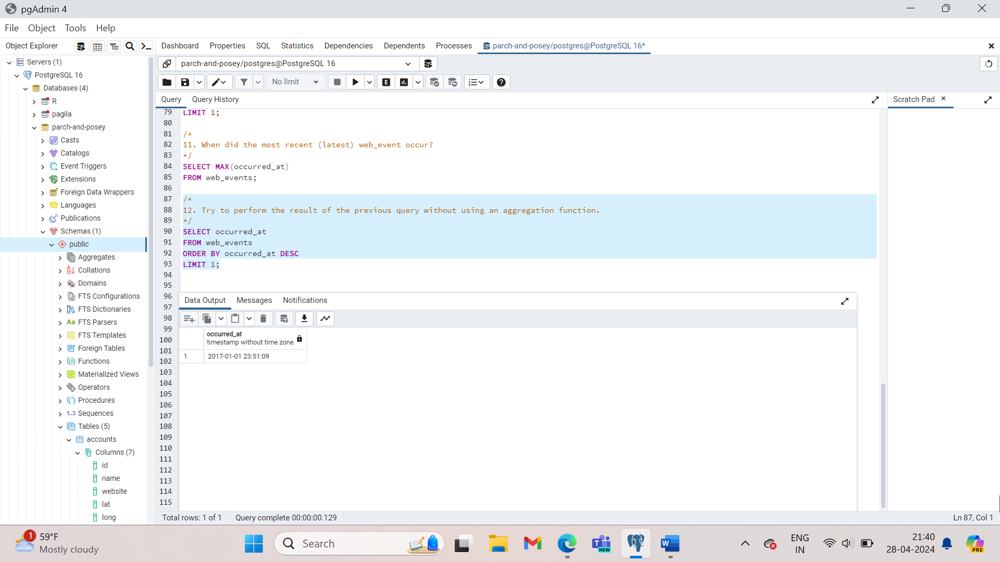 pgAdmin 4
File Object Tools Help
Object Explorer
Dashboard Properties SQL Statistics Dependencies Dependents Processes parch-and-posey/postgres@PostgreSQL 16*
Servers (1)
PostgreSQL 16
Databases (4)
R
pagila
parch-and-posey
Casts
Catalogs
Event Triggers
Extensions
Foreign Data Wrappers
Languages
Publications
Schemas (1)
public
Aggregates
Collations
Domains
FTS Configurations
FTS Dictionaries
Aa FTS Parsers
FTS Templates
Foreign Tables
Functions
Materialized Views
Operators
Procedures
1..3 Sequences
Tables (5)
accounts
Columns (7)
id
name
website
lat
long
parch-and-posey/postgres@PostgreSQL 16
No limit
E
Query Query History
Scratch Pad
79 LIMIT 1;
80
81 /*
82 11. When did the most recent (latest) web_event occur?
83 */
84 SELECT MAX(occurred_at)
85 FROM web_events;
86
87 /*
88 12. Try to perform the result of the previous query without using an aggregation function.
89 */
90 SELECT occurred_at
91 FROM web_events
92 ORDER BY occurred_at DESC
93 LIMIT 1;
94
95
96
97
98
99
100
101
102
103
104
105
106
107
108
109
110
111
112
113
114
115
Data Output Messages Notifications
occurred_at
timestamp without time zone
1 2017-01-01 23:51:09
Total rows: 1 of 1 Query complete 00:00:00.129
Ln 87, Col 1
1
59°F
Mostly cloudy
Search
T
NEW
W
ENG
IN
21:40
28-04-2024
PRE